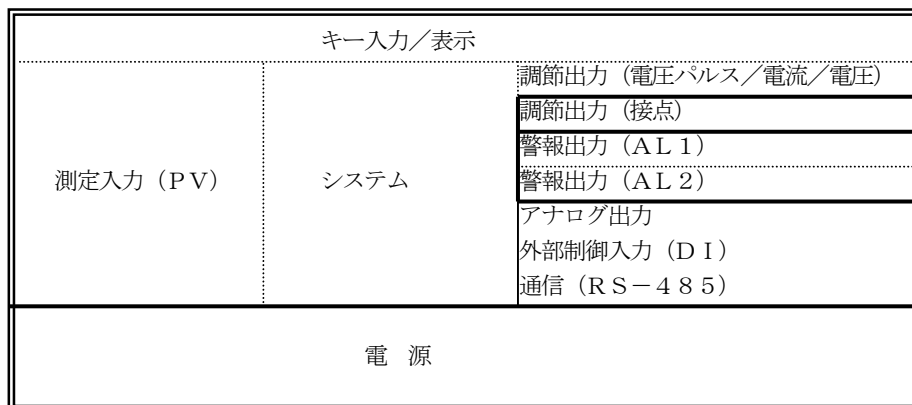 キー入力／表示
調節出力（電圧パルス／電流／電圧）
調節出力（接点）
警報出力（ＡＬ１）
測定入力（ＰＶ）
システム
警報出力（ＡＬ２）
アナログ出力
外部制御入力（ＤＩ）
通信（ＲＳ－４８５）
電　源